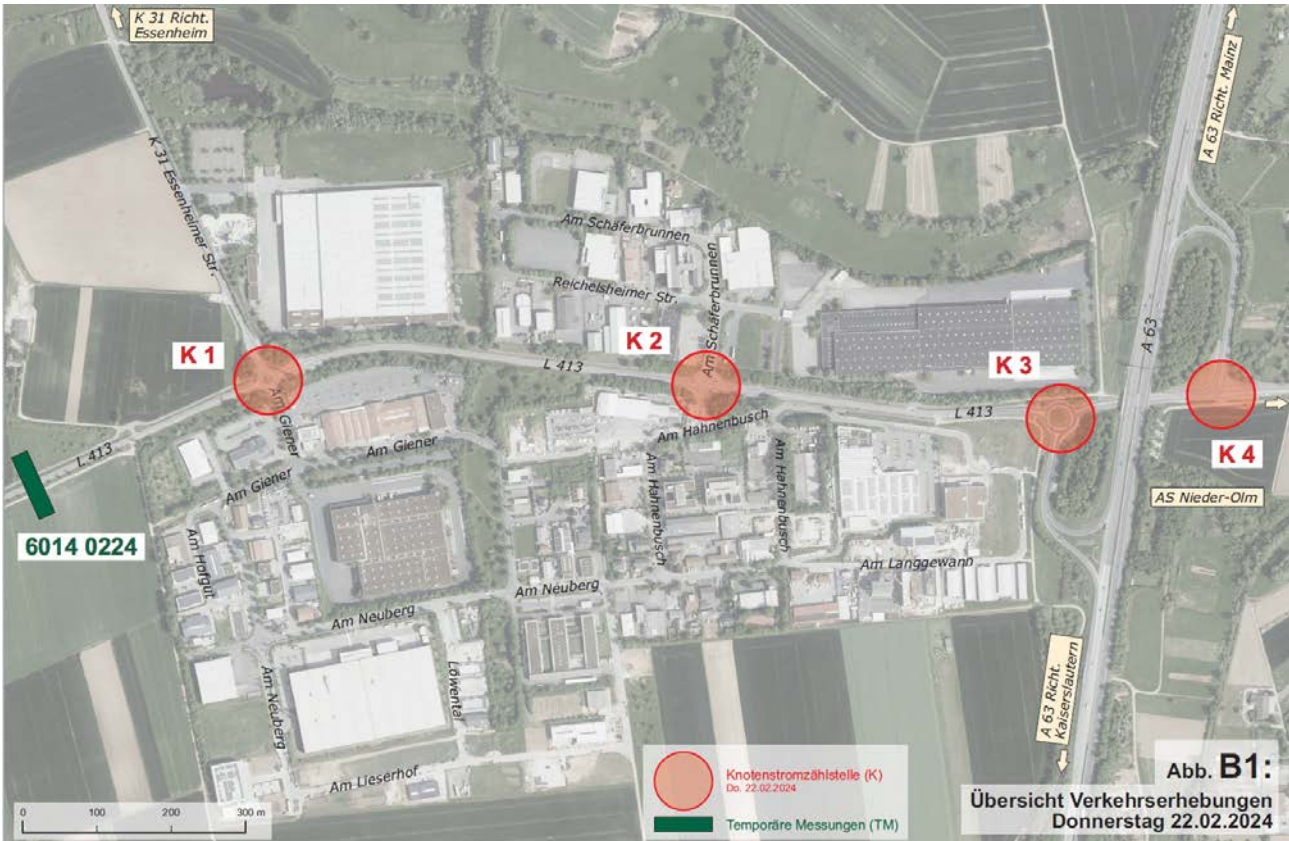 K 31 Richt.
Essenheim
A 63 Richt. Mainz
K 31 Essenheimer Str.
Am Schäferbrunnen
Reichelsheimer Str.
Am Schäferbrunnen
A 63
K 1
K 2
K 3
K 4
L 413
L 413
L 413
Am Giener
Am Giener
Am Giener
Am Hahnenbusch
Am Hahnenbusch
Am Hahnenbusch
AS Nieder-Olm
6014 0224
Am Hofgut
Am Neuberg
Am Neuberg
Am Neuberg
Am Langgewann
Löwental
Am Lieserhof
A 63 Richt.
Kaiserslautern
0 100 200 300 m
Knotenstromzählstelle (K)
Do. 22.02.2024
Temporäre Messungen (TM)
Abb. B1:
Übersicht Verkehrserhebungen
Donnerstag 22.02.2024